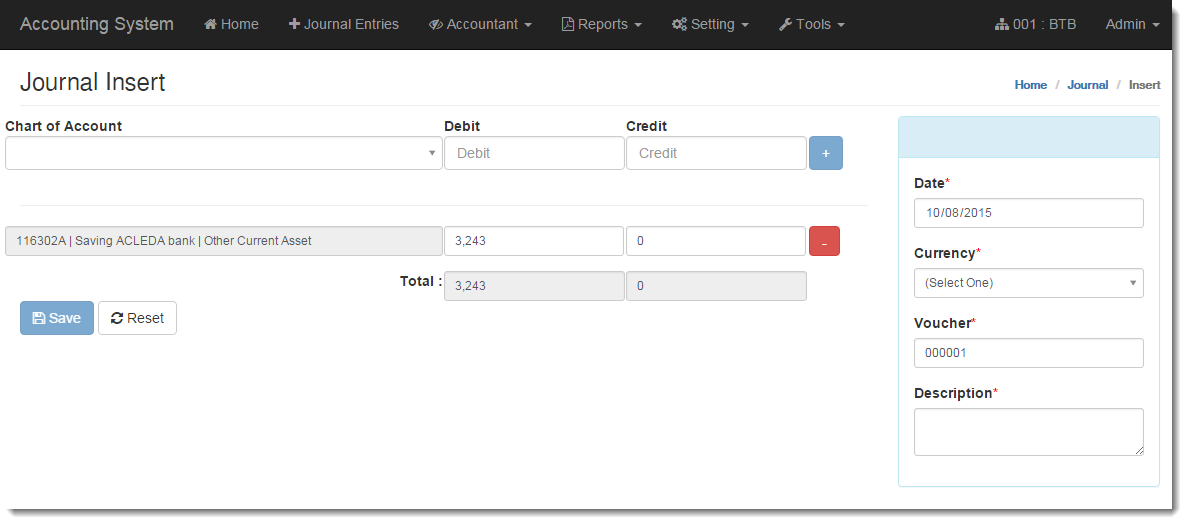 Accounting System Home Journal Entries Accountant Reports Setting Tools 001 : BTB Admin
Journal Insert
Home / Journal / Insert
Chart of Account Debit Credit
Debit Credit +
116302A | Saving ACLEDA bank | Other Current Asset 3,243 0 -
Total : 3,243 0
Save Reset
Date*
10/08/2015
Currency*
(Select One)
Voucher*
000001
Description*